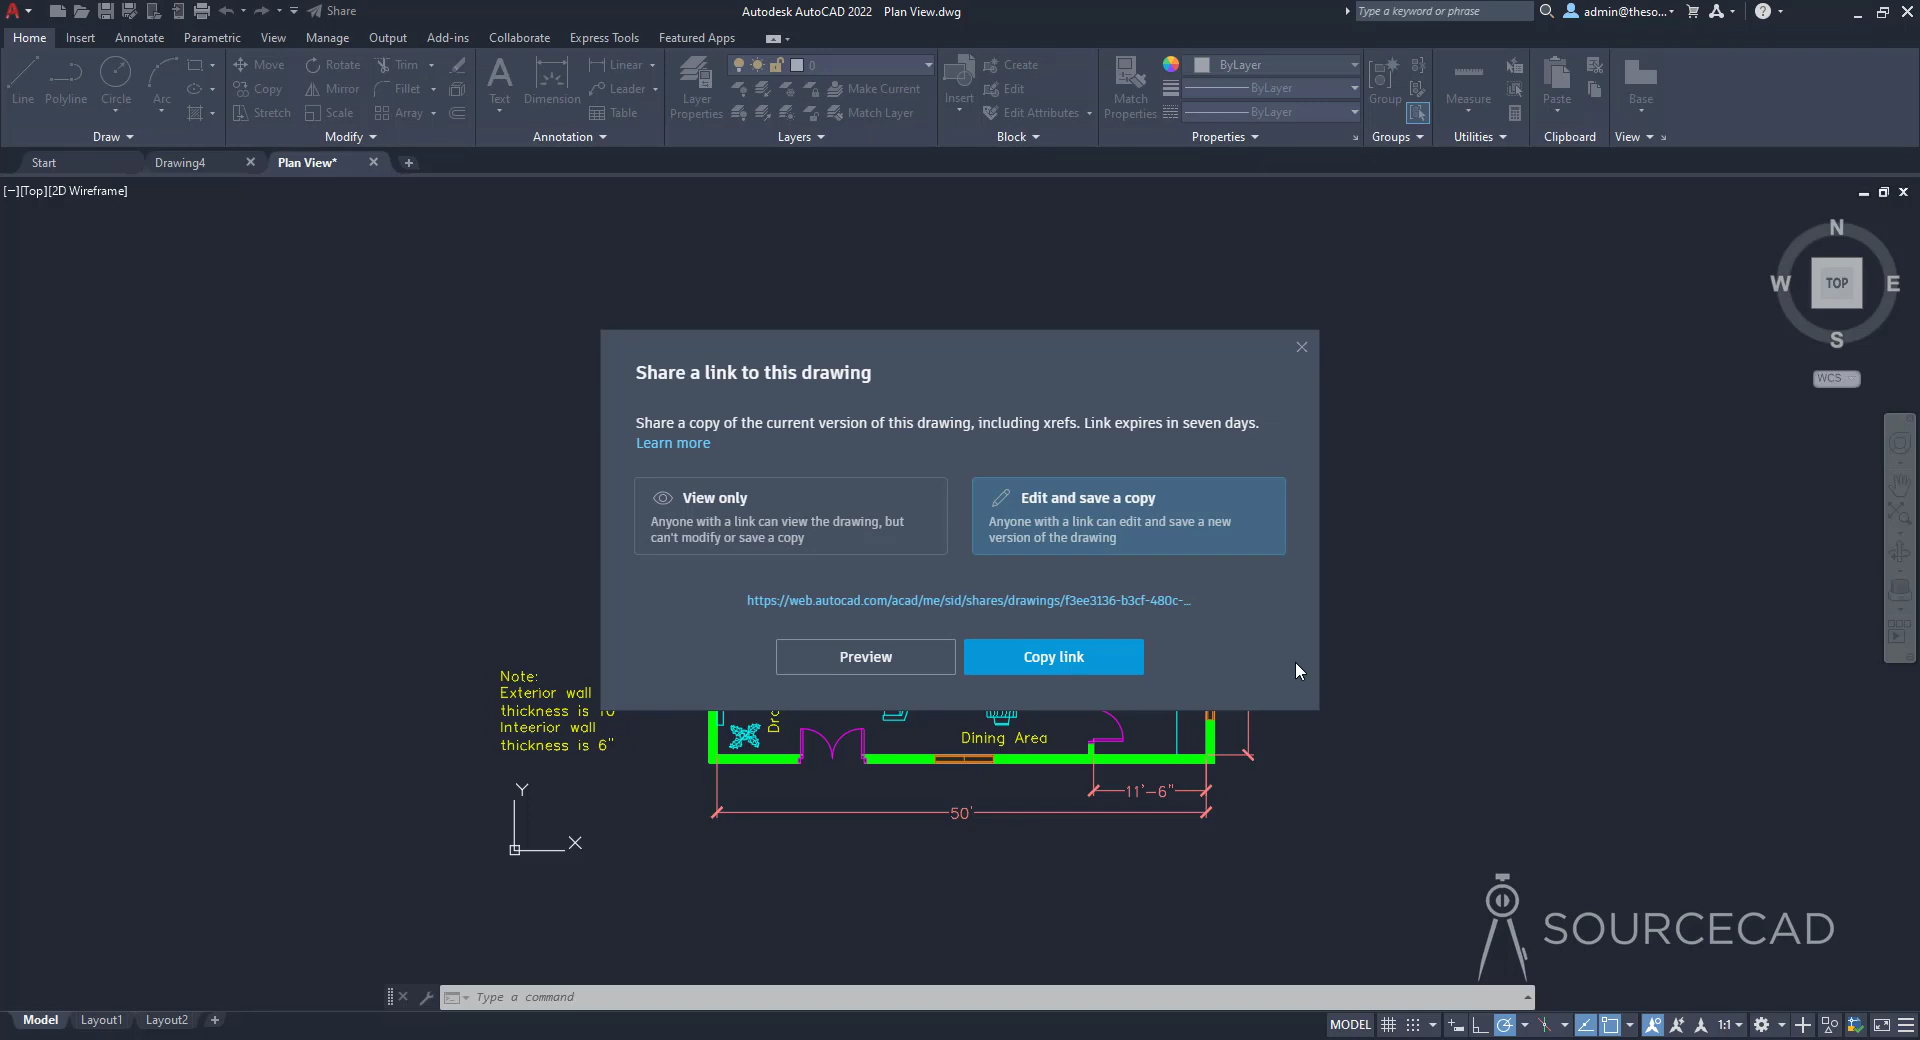 Share
Autodesk AutoCAD 2022 Plan View.dwg
Type a keyword or phrase
admin@theso...
Home Insert Annotate Parametric View Manage Output Add-ins Collaborate Express Tools Featured Apps
Line
Polyline
Circle
Arc
Draw
Move
Rotate
Trim
Copy
Mirror
Fillet
Stretch
Scale
Array
Modify
Text
Dimension
Linear
Leader
Table
Annotation
Layer
Properties
0
Make Current
Match Layer
Layers
Insert
Create
Edit
Edit Attributes
Block
Match
Properties
ByLayer
ByLayer
ByLayer
Properties
Group
Groups
Measure
Utilities
Paste
Clipboard
Base
View
Start
Drawing4
Plan View*
[−][Top][2D Wireframe]
N
W
TOP
E
S
WCS
Share a link to this drawing
Share a copy of the current version of this drawing, including xrefs. Link expires in seven days.
Learn more
View only
Anyone with a link can view the drawing, but
can't modify or save a copy
Edit and save a copy
Anyone with a link can edit and save a new
version of the drawing
https://web.autocad.com/acad/me/sid/shares/drawings/f3ee3136-b3cf-480c-...
Preview
Copy link
Note:
Exterior wall
thickness is 10"
Inteerior wall
thickness is 6"
Dining Area
11'-6"
50'
Y
X
SOURCECAD
Type a command
Model
Layout1
Layout2
MODEL
1:1